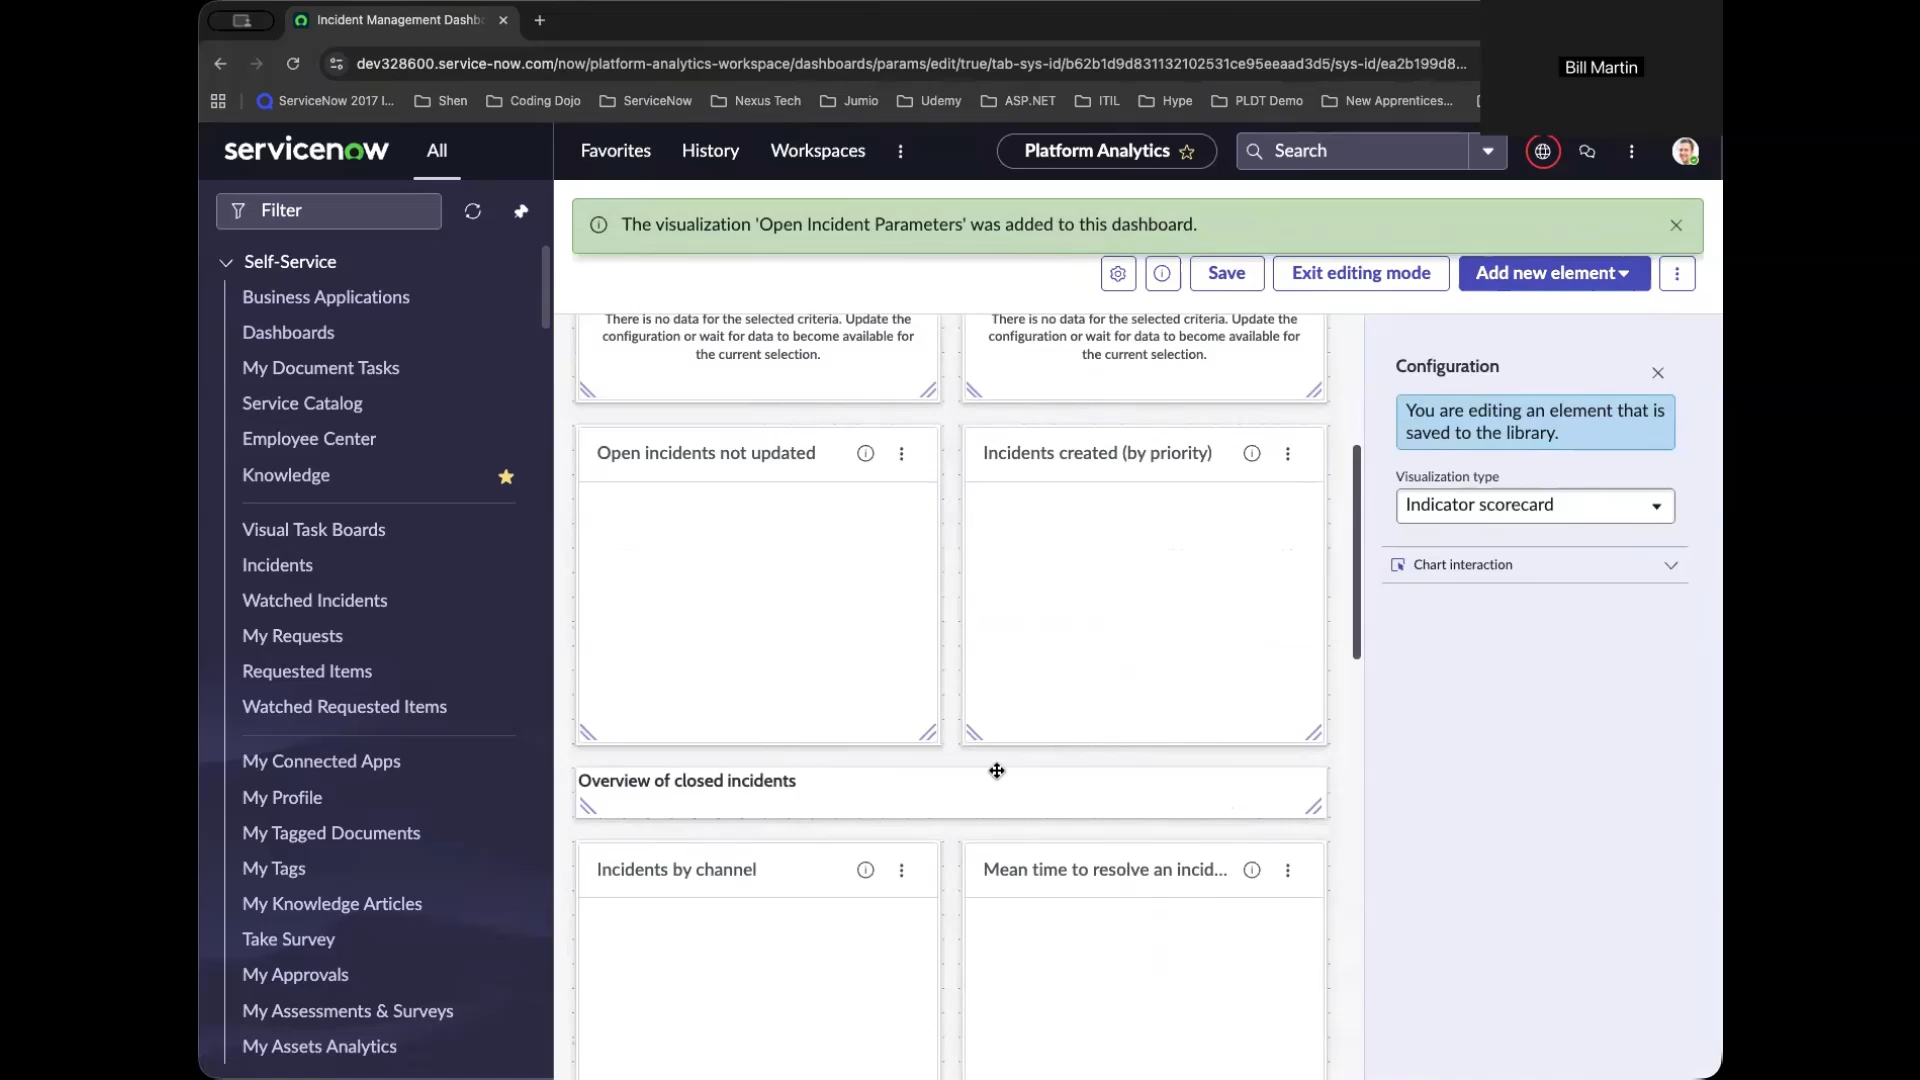 Incident Management Dashb
dev328600.service-now.com/now/platform-analytics-workspace/dashboards/params/edit/true/tab-sys-id/b62b1d9d831132102531ce95eeaad3d5/sys-id/ea2b199d8...
Bill Martin
ServiceNow 2017 I...
Shen
Coding Dojo
ServiceNow
Nexus Tech
Jumio
Udemy
ASP.NET
ITIL
Hype
PLDT Demo
New Apprentices...
servicenow
All
Favorites
History
Workspaces
Platform Analytics
Search
Filter
Self-Service
Business Applications
Dashboards
My Document Tasks
Service Catalog
Employee Center
Knowledge
Visual Task Boards
Incidents
Watched Incidents
My Requests
Requested Items
Watched Requested Items
My Connected Apps
My Profile
My Tagged Documents
My Tags
My Knowledge Articles
Take Survey
My Approvals
My Assessments & Surveys
My Assets Analytics
The visualization 'Open Incident Parameters' was added to this dashboard.
Save
Exit editing mode
Add new element
There is no data for the selected criteria. Update the
configuration or wait for data to become available for
the current selection.
There is no data for the selected criteria. Update the
configuration or wait for data to become available for
the current selection.
Open incidents not updated
Incidents created (by priority)
Overview of closed incidents
Incidents by channel
Mean time to resolve an incid...
Configuration
You are editing an element that is
saved to the library.
Visualization type
Indicator scorecard
Chart interaction